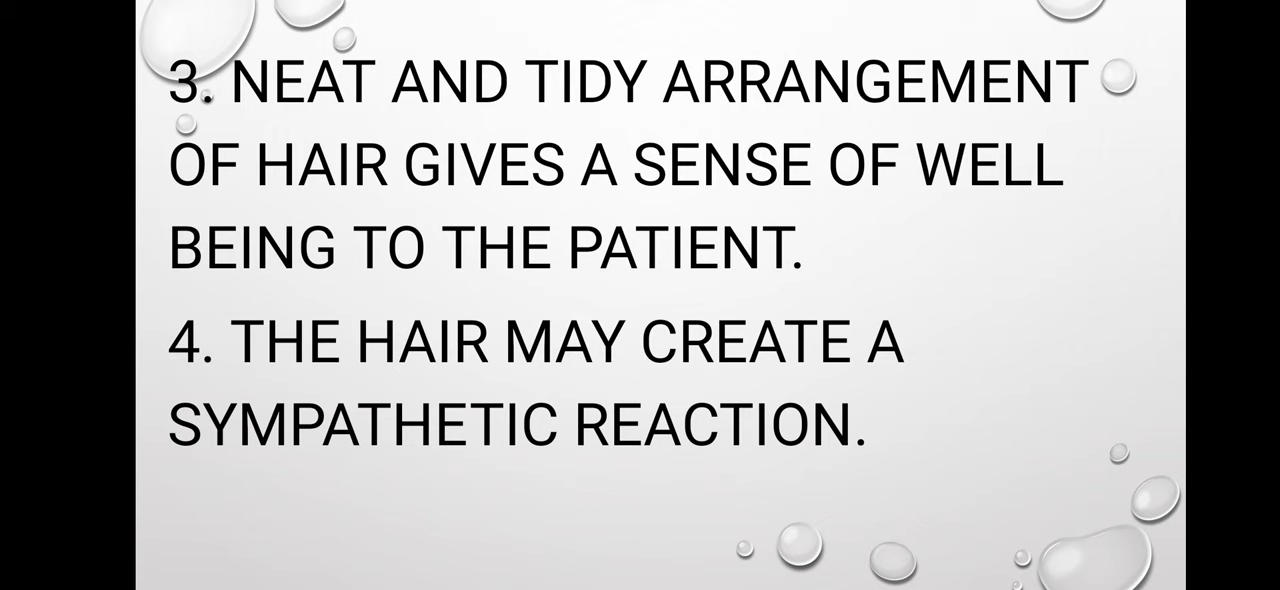 3. NEAT AND TIDY ARRANGEMENT
OF HAIR GIVES A SENSE OF WELL
BEING TO THE PATIENT.
4. THE HAIR MAY CREATE A
SYMPATHETIC REACTION.